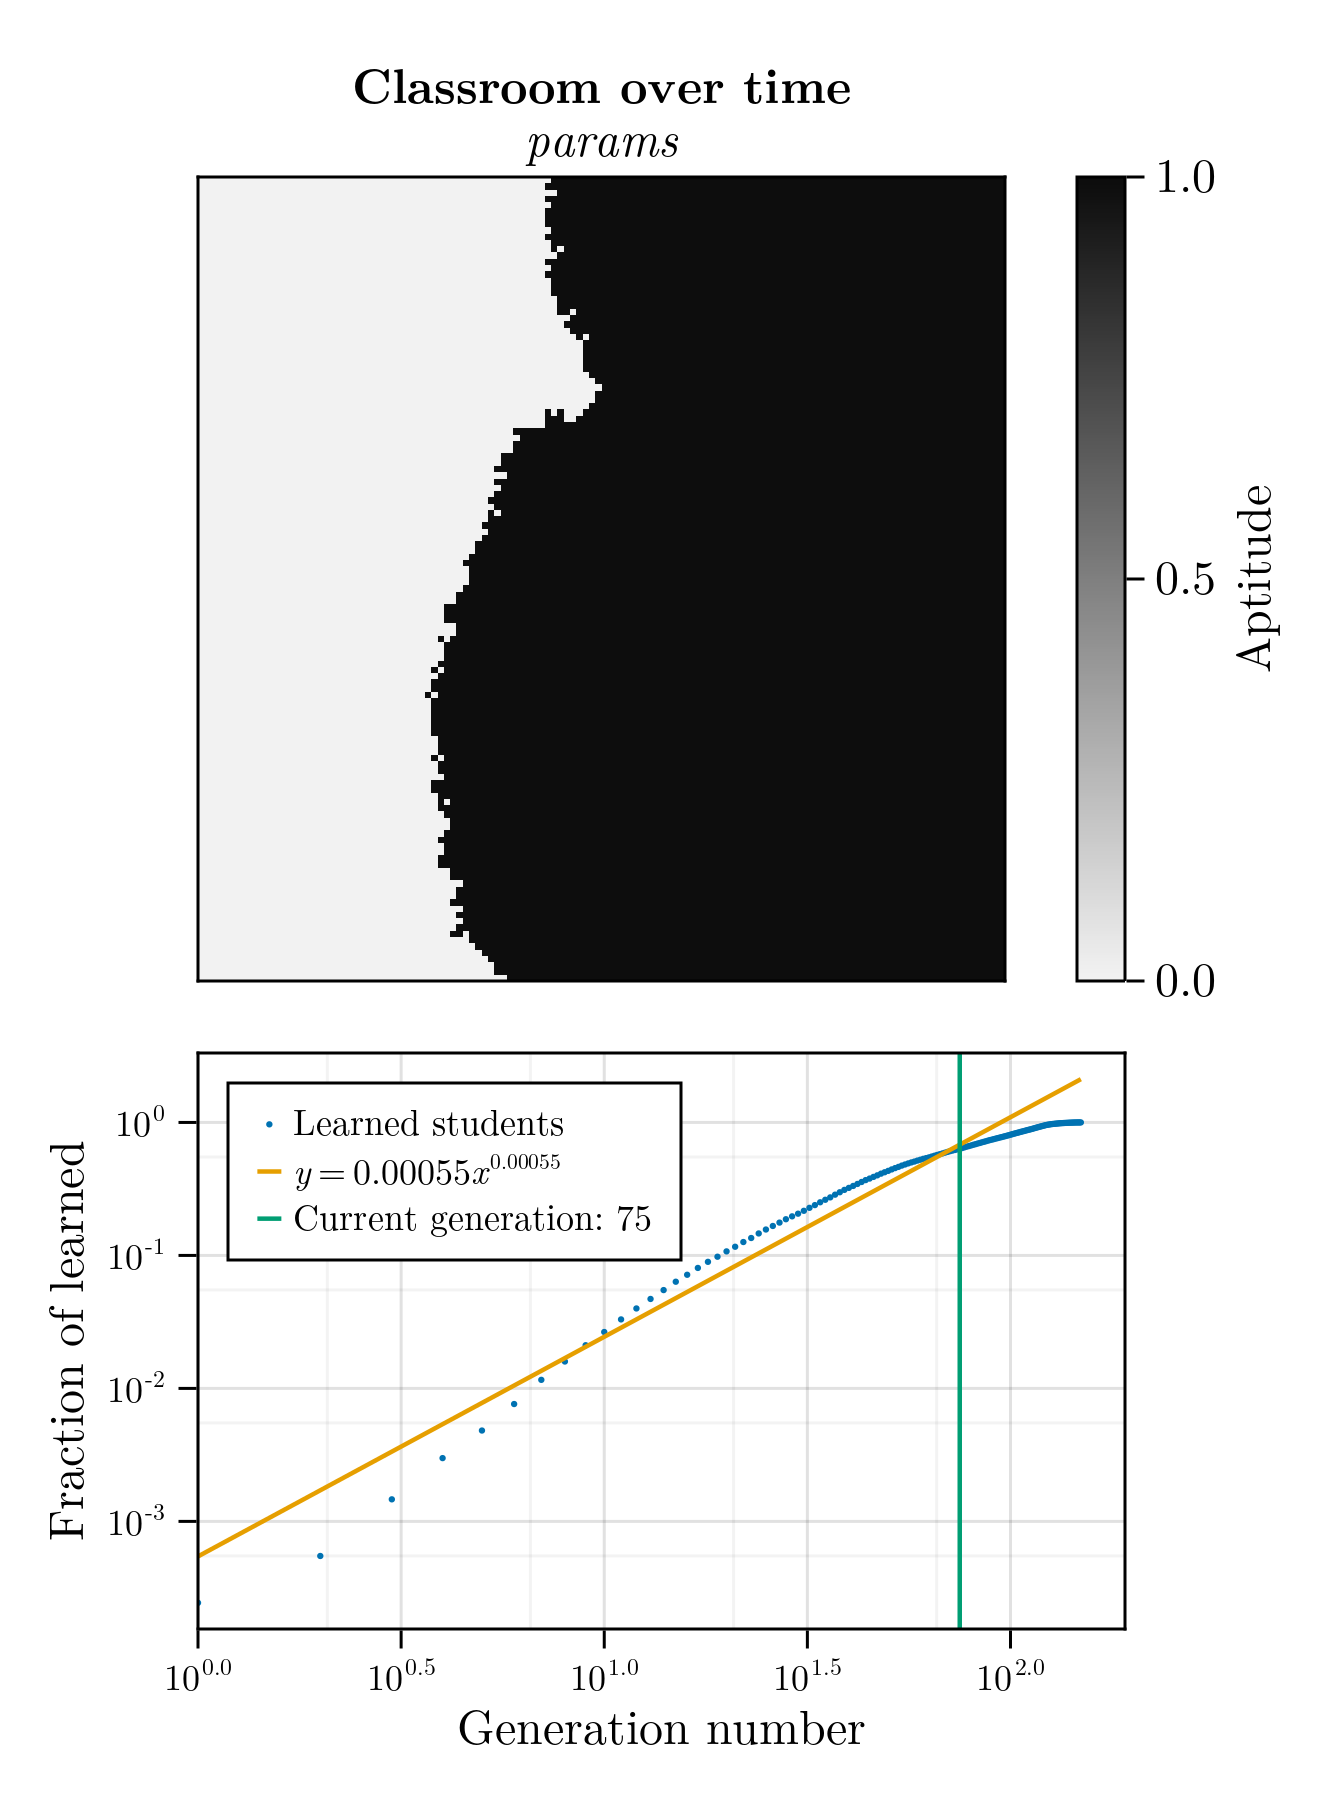 Classroom over time
params
1.0
0.5
0.0
Aptitude
Learned students
y = 0.00055x^0.00055
Current generation: 75
10^0
10^-1
10^-2
10^-3
Fraction of learned
10^0.0 10^0.5 10^1.0 10^1.5 10^2.0
Generation number